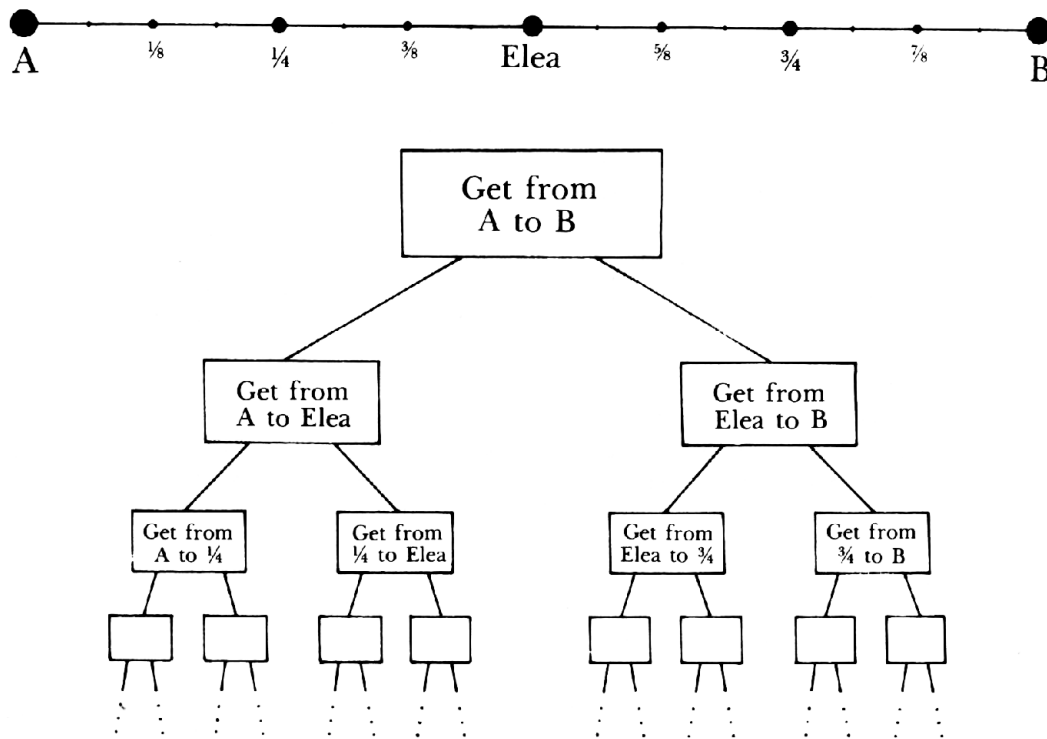 A ⅛ ¼ ⅜ Elea ⅝ ¾ ⅞ B
Get from
A to B
Get from
A to Elea
Get from
Elea to B
Get from
A to ¼
Get from
¼ to Elea
Get from
Elea to ¾
Get from
¾ to B